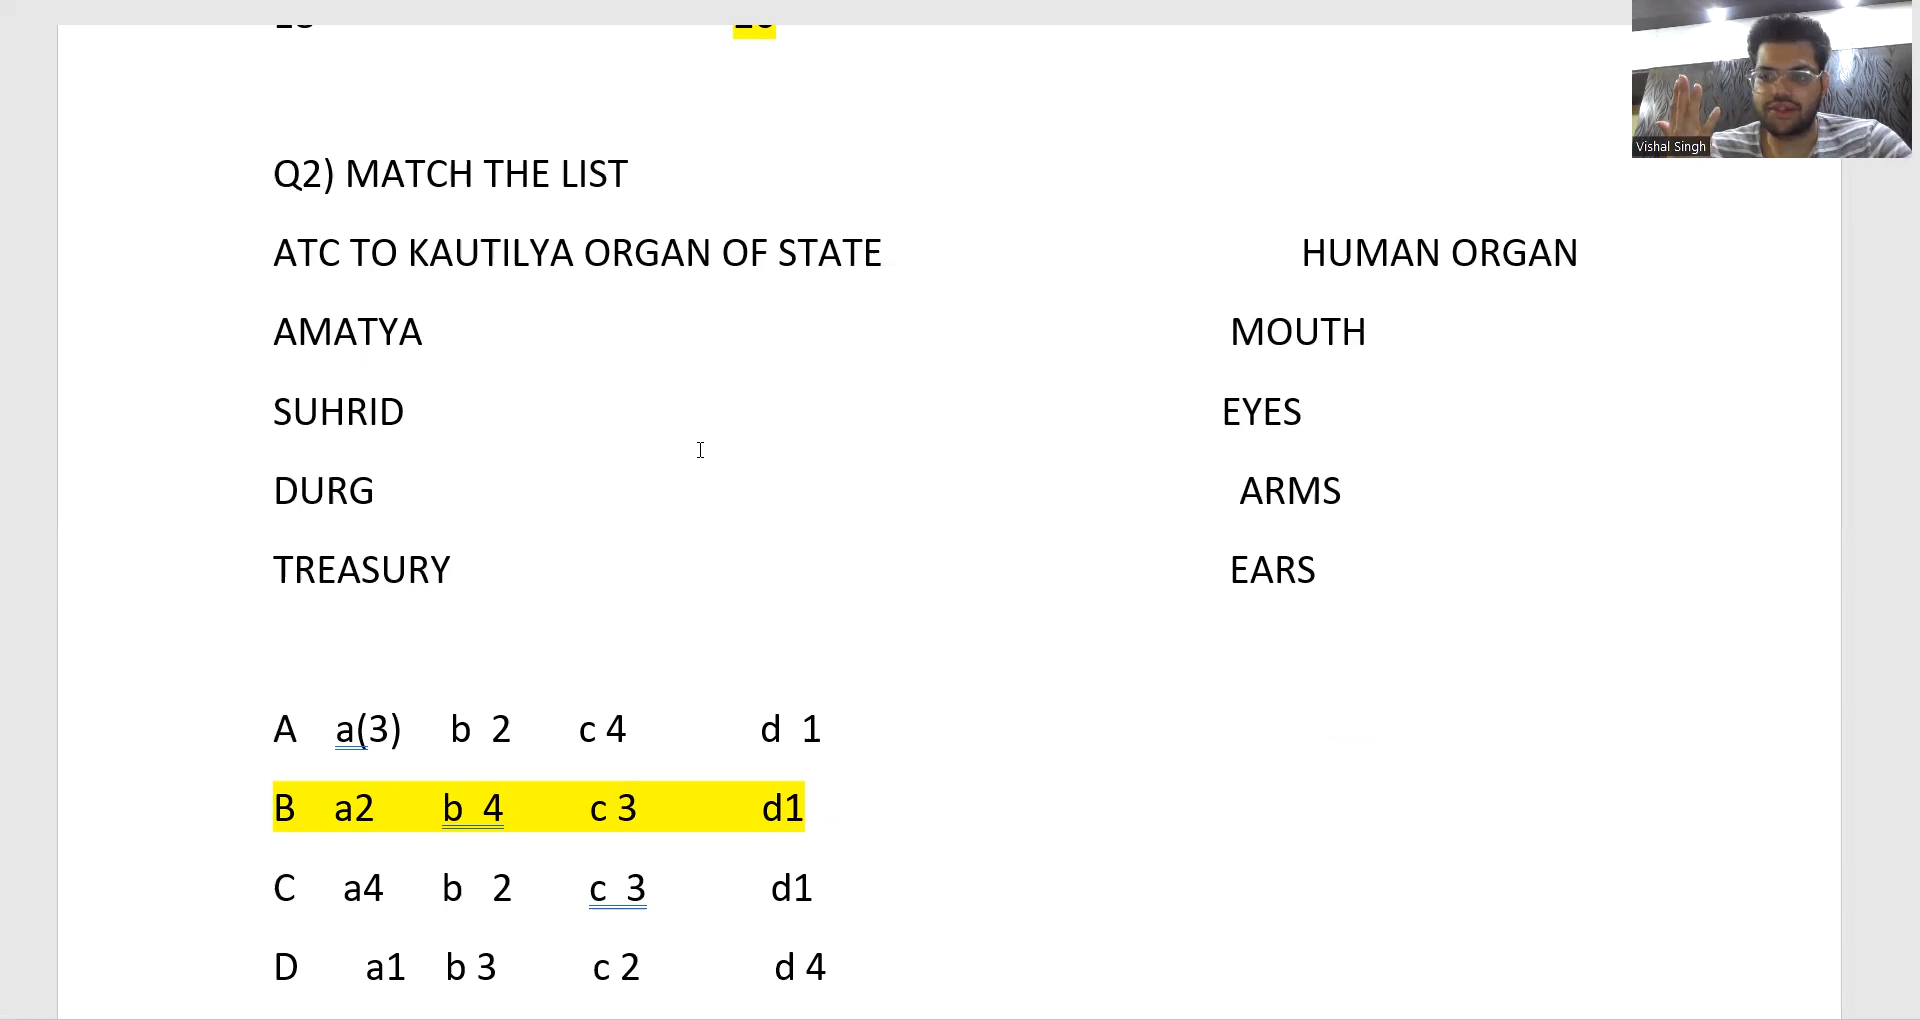 Vishal Singh
Q2) MATCH THE LIST
ATC TO KAUTILYA ORGAN OF STATE HUMAN ORGAN
AMATYA MOUTH
SUHRID EYES
DURG ARMS
TREASURY EARS
A a(3) b 2 c 4 d 1
B a2 b 4 c 3 d1
C a4 b 2 c 3 d1
D a1 b 3 c 2 d 4